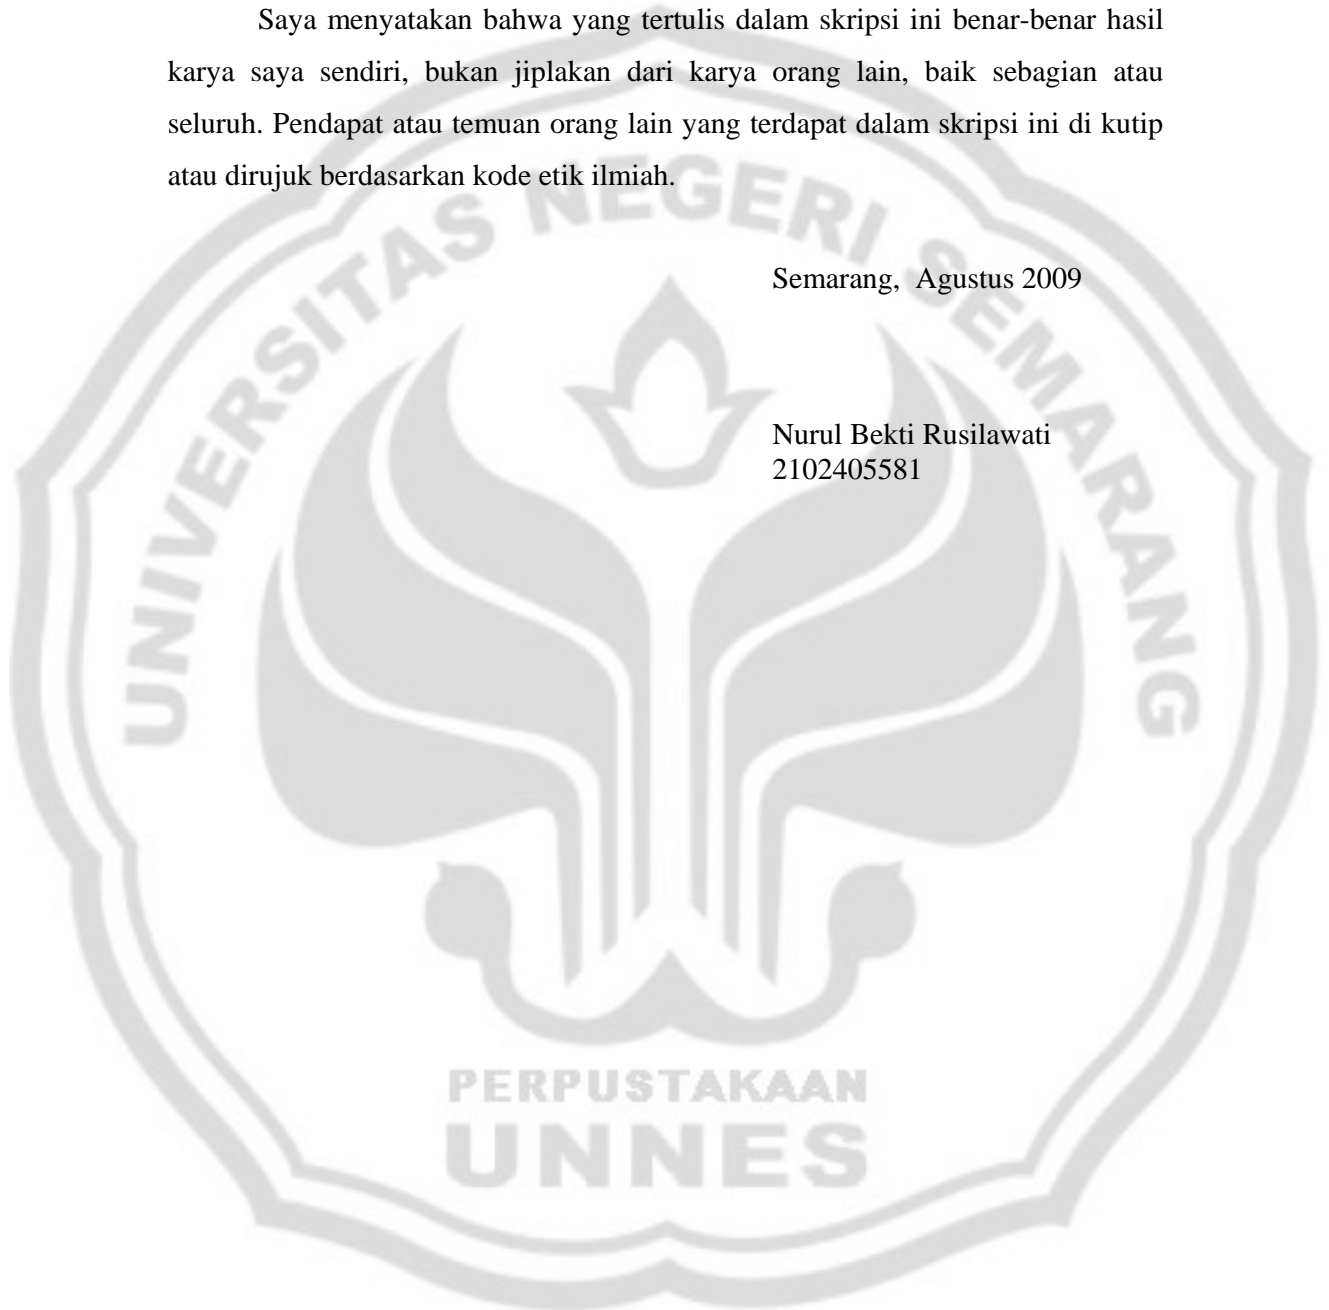 Saya menyatakan bahwa yang tertulis dalam skripsi ini benar-benar hasil
karya saya sendiri, bukan jiplakan dari karya orang lain, baik sebagian atau
seluruh. Pendapat atau temuan orang lain yang terdapat dalam skripsi ini di kutip
atau dirujuk berdasarkan kode etik ilmiah.
Semarang,  Agustus 2009
Nurul Bekti Rusilawati
2102405581
UNIVERSITAS NEGERI SEMARANG
PERPUSTAKAAN
UNNES